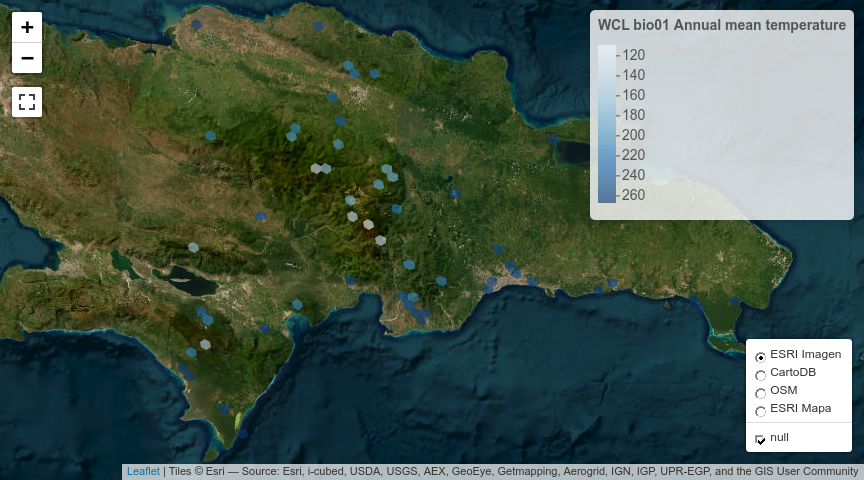 +
−
WCL bio01 Annual mean temperature
120
140
160
180
200
220
240
260
ESRI Imagen
CartoDB
OSM
ESRI Mapa
null
Leaflet | Tiles © Esri — Source: Esri, i-cubed, USDA, USGS, AEX, GeoEye, Getmapping, Aerogrid, IGN, IGP, UPR-EGP, and the GIS User Community